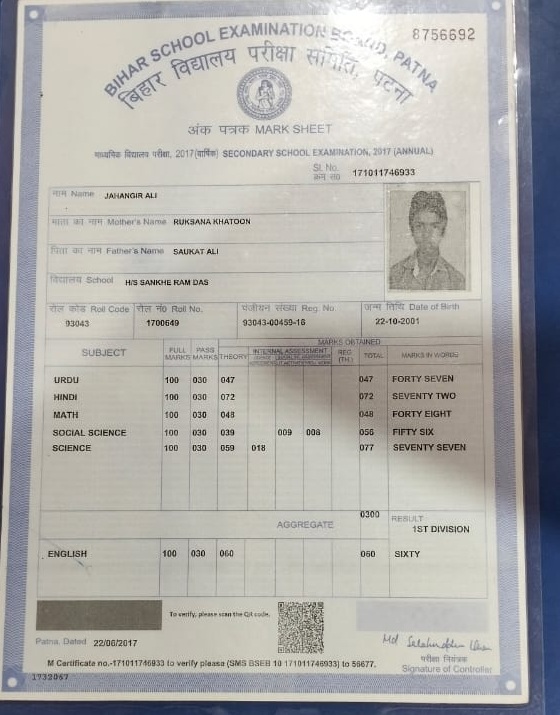 8756692
BIHAR SCHOOL EXAMINATION BOARD, PATNA
बिहार विद्यालय परीक्षा समिति, पटना
अंक पत्रक MARK SHEET
माध्यमिक विद्यालय परीक्षा, 2017(वार्षिक) SECONDARY SCHOOL EXAMINATION, 2017 (ANNUAL)
Sl. No.
क्रम सं० 171011746933
नाम Name JAHANGIR ALI
माता का नाम Mother's Name RUKSANA KHATOON
पिता का नाम Father's Name SAUKAT ALI
विद्यालय School H/S SANKHE RAM DAS
रोल कोड Roll Code रोल नं० Roll No. पंजीयन संख्या Reg. No. जन्म तिथि Date of Birth
93043 1700649 93043-00459-16 22-10-2001
MARKS OBTAINED
SUBJECT FULL MARKS PASS MARKS THEORY INTERNAL ASSESSMENT REG. (TH.) TOTAL MARKS IN WORDS
URDU 100 030 047 047 FORTY SEVEN
HINDI 100 030 072 072 SEVENTY TWO
MATH 100 030 048 048 FORTY EIGHT
SOCIAL SCIENCE 100 030 039 009 008 056 FIFTY SIX
SCIENCE 100 030 059 018 077 SEVENTY SEVEN
AGGREGATE 0300 RESULT
1ST DIVISION
ENGLISH 100 030 060 060 SIXTY
To verify, please scan the QR code.
Patna, Dated 22/06/2017
परीक्षा नियंत्रक
Signature of Controller
M Certificate no.-171011746933 to verify please (SMS BSEB 10 171011746933) to 56677.
1732067